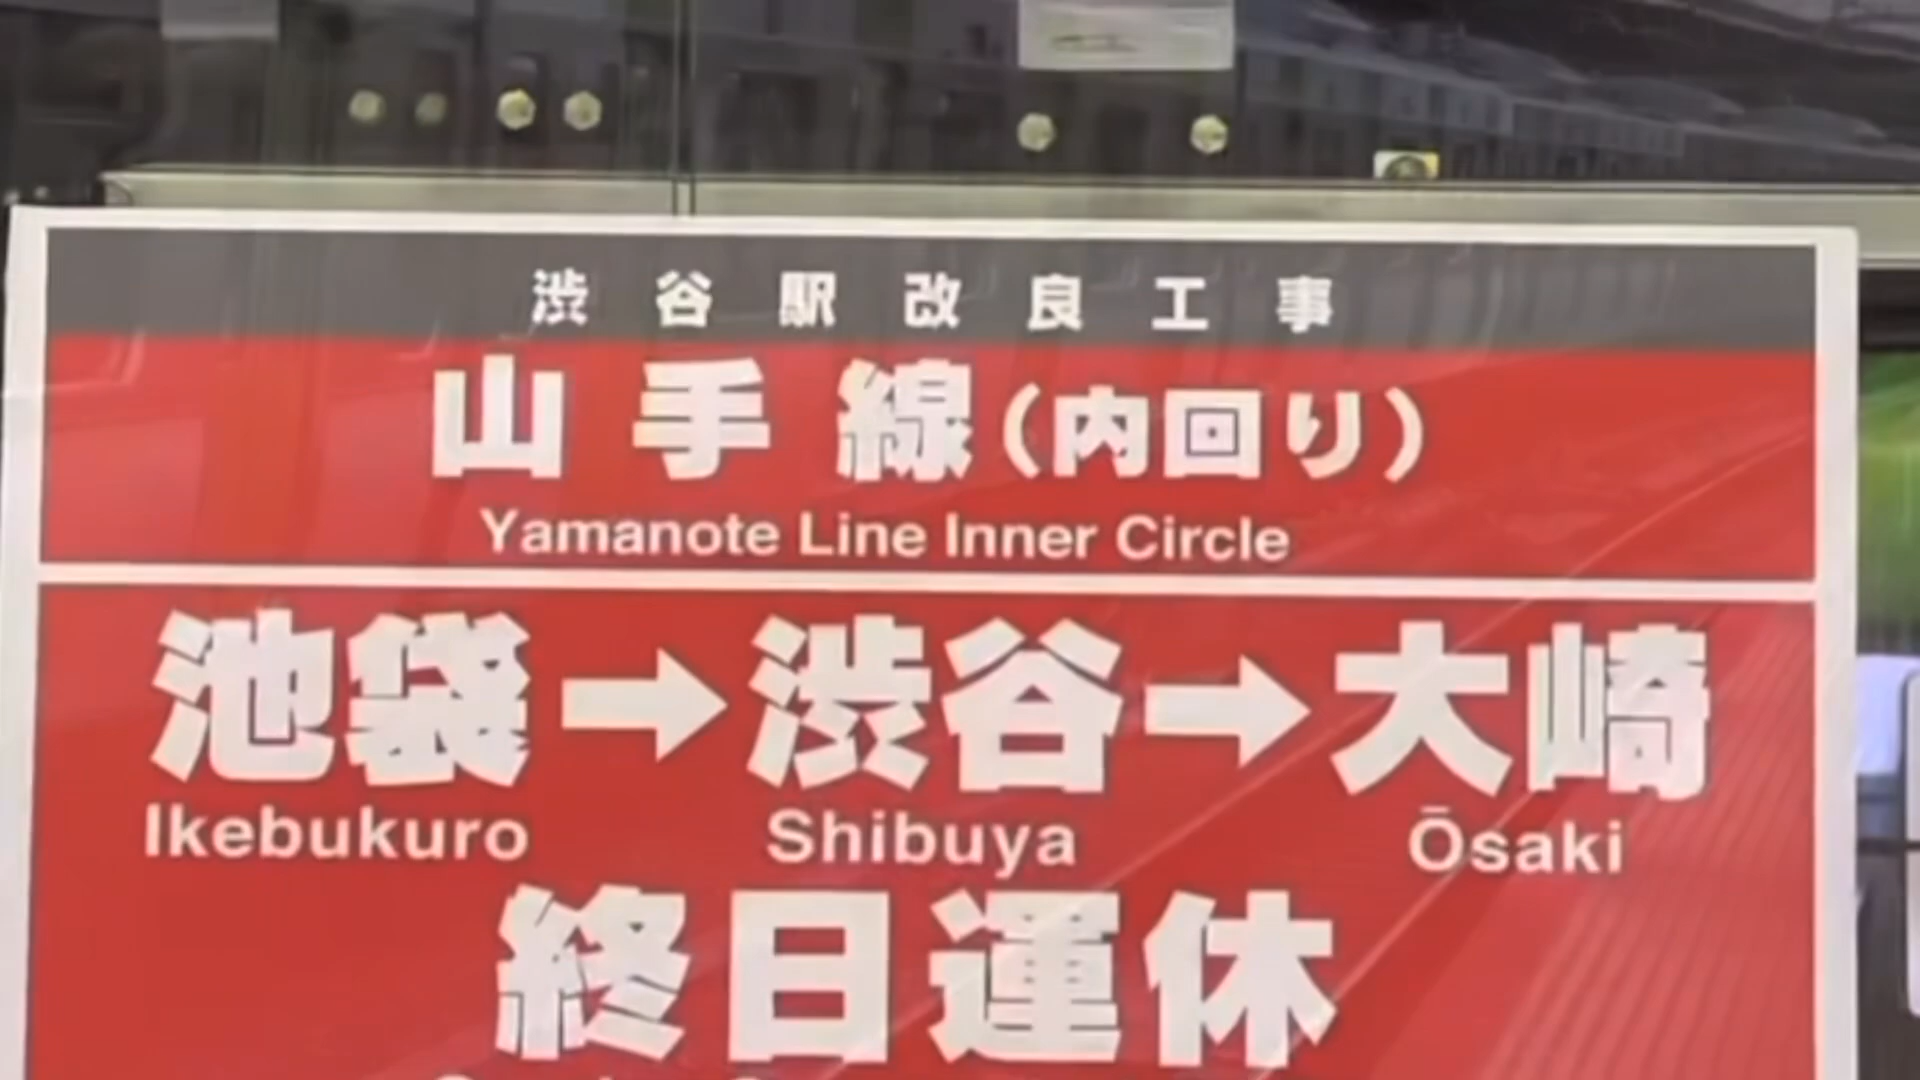 渋谷駅改良工事
山手線(内回り)
Yamanote Line Inner Circle
池袋→渋谷→大崎
Ikebukuro Shibuya Ōsaki
終日運休